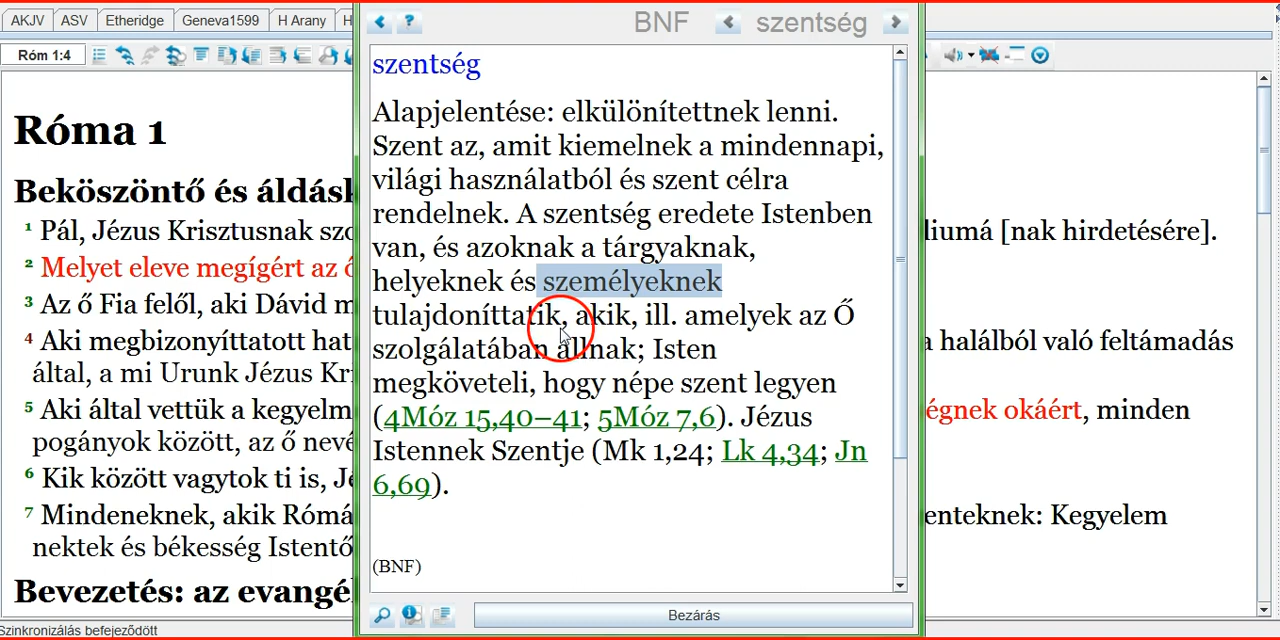 AKJV ASV Etheridge Geneva1599 H Arany H
Róm 1:4
Róma 1
Beköszöntő és áldásk
1 Pál, Jézus Krisztusnak szo
liumá [nak hirdetésére].
2 Melyet eleve megígért az ő
3 Az ő Fia felől, aki Dávid m
4 Aki megbizonyíttatott hat
a halálból való feltámadás
által, a mi Urunk Jézus Kri
5 Aki által vettük a kegyelm
égnek okáért, minden
pogányok között, az ő nevé
6 Kik között vagytok ti is, Jé
7 Mindeneknek, akik Rómá
enteknek: Kegyelem
nektek és békesség Istentő
Bevezetés: az evangé
Szinkronizálás befejeződött
BNF szentség
szentség
Alapjelentése: elkülönítettnek lenni.
Szent az, amit kiemelnek a mindennapi,
világi használatból és szent célra
rendelnek. A szentség eredete Istenben
van, és azoknak a tárgyaknak,
helyeknek és személyeknek
tulajdoníttatik, akik, ill. amelyek az Ő
szolgálatában állnak; Isten
megköveteli, hogy népe szent legyen
(4Móz 15,40–41; 5Móz 7,6). Jézus
Istennek Szentje (Mk 1,24; Lk 4,34; Jn
6,69).
(BNF)
Bezárás